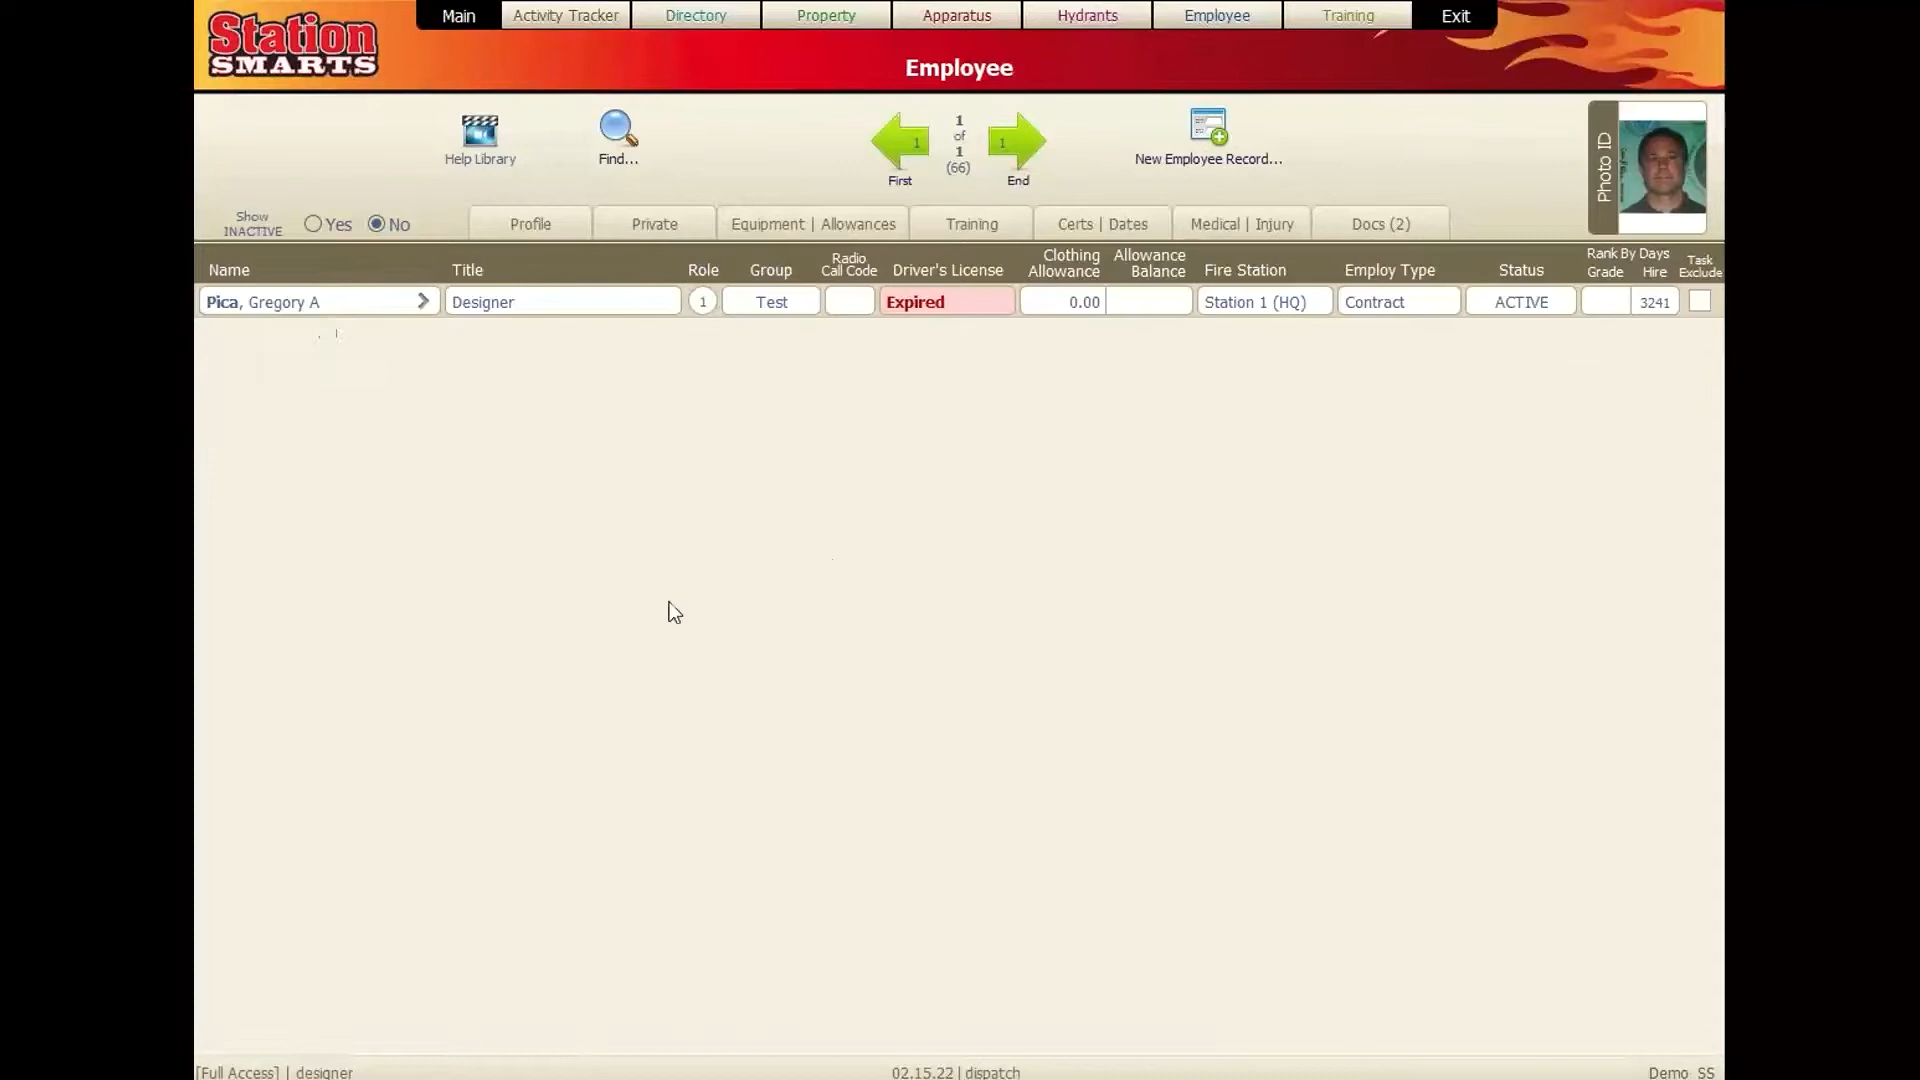 Station
SMARTS
Main
Activity Tracker
Directory
Property
Apparatus
Hydrants
Employee
Training
Exit
Employee
Help Library
Find...
1
First
1
of
1
(66)
1
End
New Employee Record...
Photo ID
Show
INACTIVE
Yes
No
Profile
Private
Equipment | Allowances
Training
Certs | Dates
Medical | Injury
Docs (2)
Name
Title
Role
Group
Radio
Call Code
Driver's License
Clothing
Allowance
Allowance
Balance
Fire Station
Employ Type
Status
Rank By Days
Grade
Hire
Task
Exclude
Pica, Gregory A
Designer
1
Test
Expired
0.00
Station 1 (HQ)
Contract
ACTIVE
3241
[Full Access] | designer
02.15.22 | dispatch
Demo SS